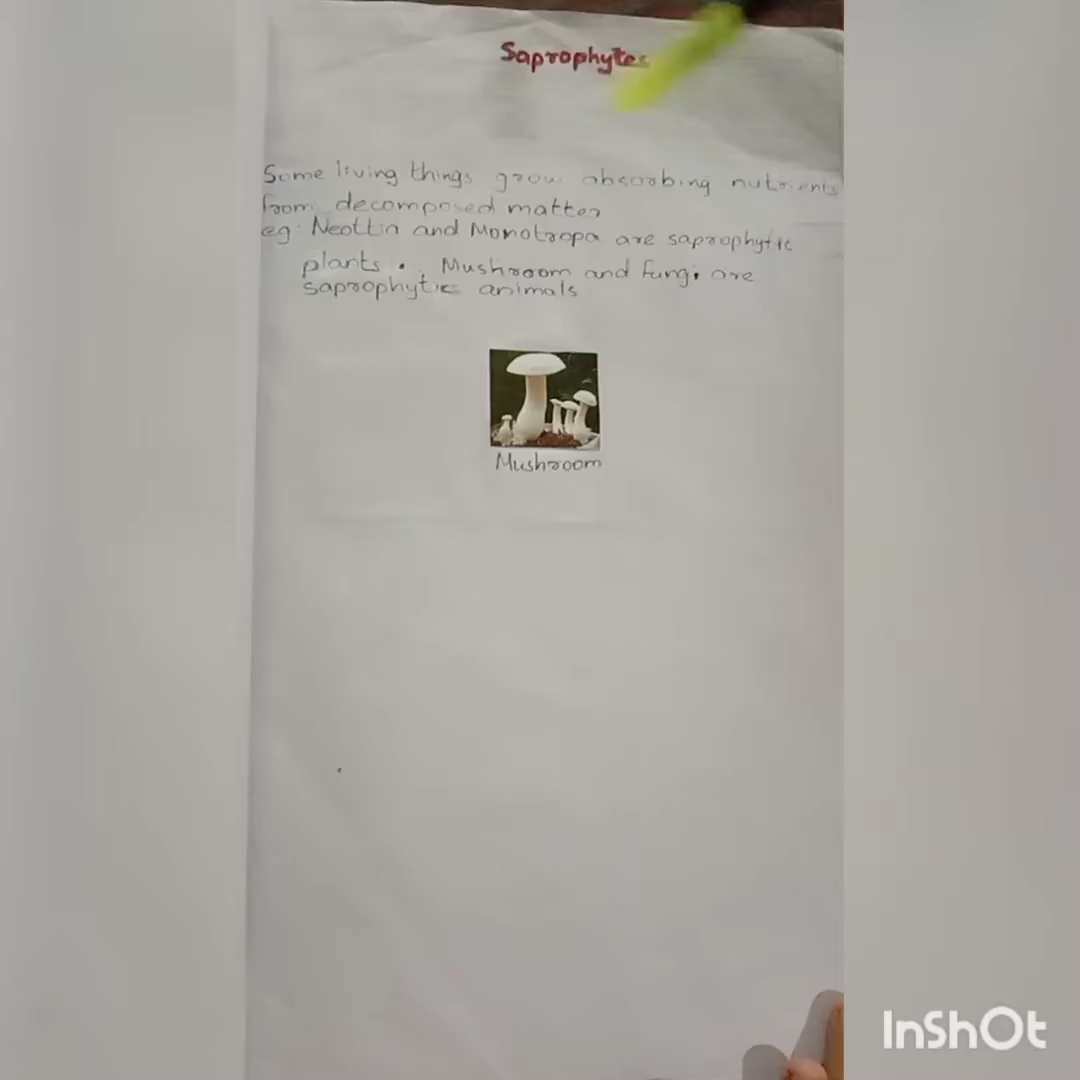 Saprophytes
Some living things grow absorbing nutrients
from decomposed matter
eg: Neottia and Monotropa are saprophytic
plants. Mushroom and fungi are
saprophytic animals
Mushroom
InShOt